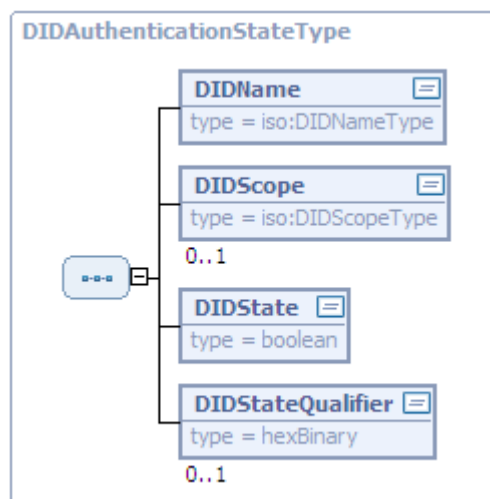 DIDAuthenticationStateType
DIDName
type = iso:DIDNameType
DIDScope
type = iso:DIDScopeType
0..1
DIDState
type = boolean
DIDStateQualifier
type = hexBinary
0..1